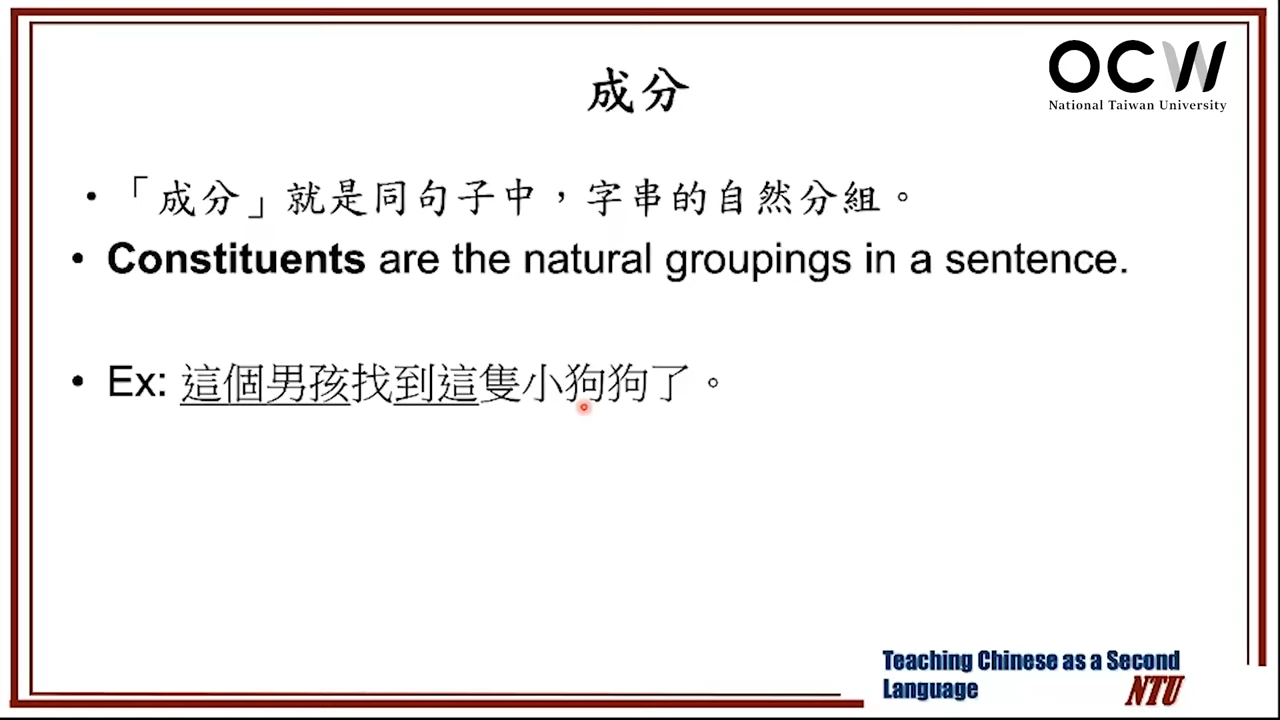 OCW
National Taiwan University
成分
• 「成分」就是同句子中，字串的自然分組。
• Constituents are the natural groupings in a sentence.
• Ex: 這個男孩找到這隻小狗狗了。
Teaching Chinese as a Second
Language
NTU